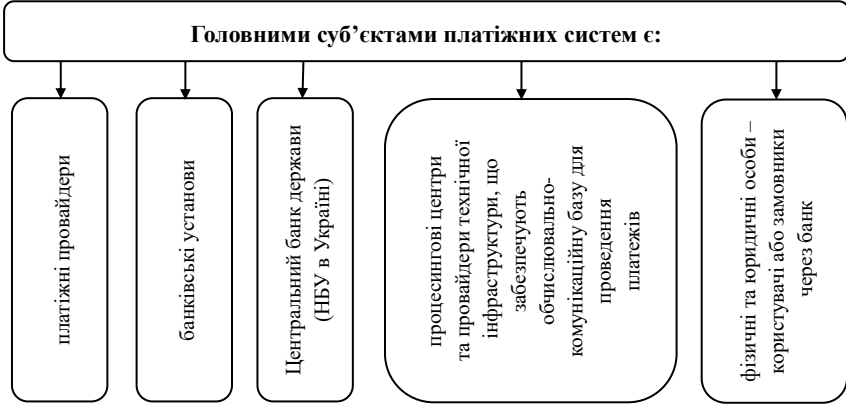 Головними суб’єктами платіжних систем є:
платіжні провайдери
банківські установи
Центральний банк держави
(НБУ в Україні)
процесингові центри
та провайдери технічної
інфраструктури, що
забезпечують
обчислювально-
комунікаційну базу для
проведення
платежів
фізичні та юридичні особи –
користувачі або замовники
через банк